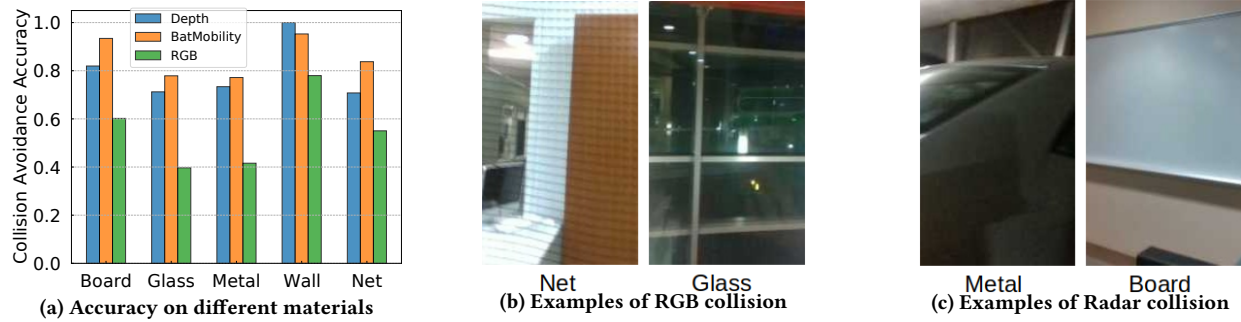 Collision Avoidance Accuracy
1.0
0.8
0.6
0.4
0.2
0.0
Depth
BatMobility
RGB
Board Glass Metal Wall Net
(a) Accuracy on different materials
Net Glass
(b) Examples of RGB collision
Metal Board
(c) Examples of Radar collision